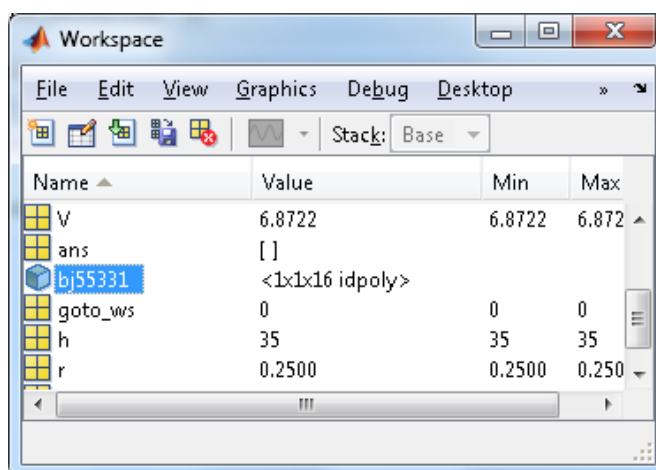 Workspace
File Edit View Graphics Debug Desktop »
Stack: Base
Name Value Min Max
V 6.8722 6.8722 6.872
ans [ ]
bj55331 <1x1x16 idpoly>
goto_ws 0 0 0
h 35 35 35
r 0.2500 0.2500 0.250